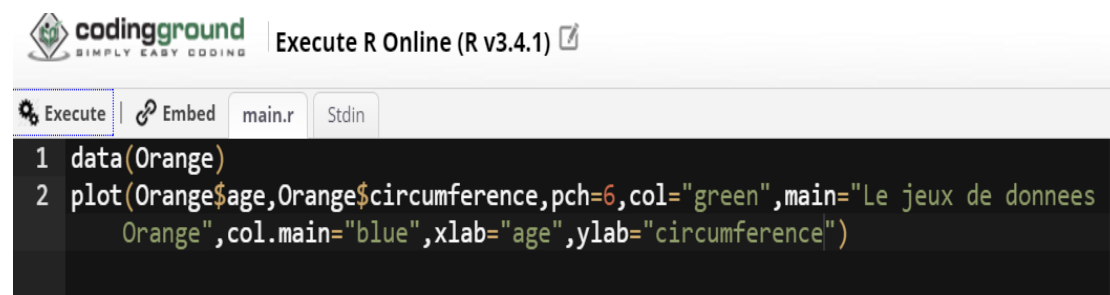 codingground
SIMPLY EASY CODING
Execute R Online (R v3.4.1)
Execute | Embed main.r Stdin
1 data(Orange)
2 plot(Orange$age,Orange$circumference,pch=6,col="green",main="Le jeux de donnees
Orange",col.main="blue",xlab="age",ylab="circumference")